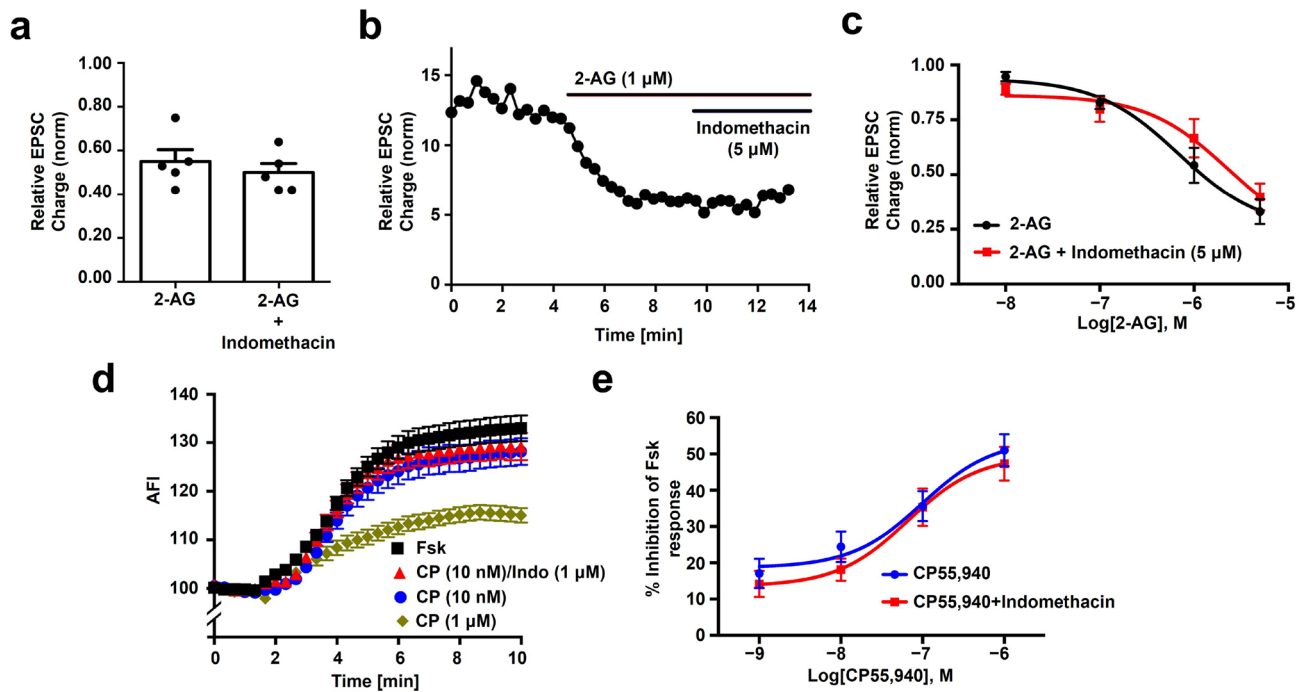 a
Relative EPSC
Charge (norm)
1.00
0.80
0.60
0.40
0.20
0.00
2-AG
2-AG
+
Indomethacin
b
Relative EPSC
Charge (norm)
15
10
5
0
2-AG (1 µM)
Indomethacin
(5 µM)
0
2
4
6
8
10
12
14
Time [min]
c
Relative EPSC
Charge (norm)
1.00
0.75
0.50
0.25
0.00
2-AG
2-AG + Indomethacin (5 µM)
−8
−7
−6
−5
Log[2-AG], M
d
AFI
140
130
120
110
100
Fsk
CP (10 nM)/Indo (1 µM)
CP (10 nM)
CP (1 µM)
0
2
4
6
8
10
Time [min]
e
% Inhibition of Fsk
response
60
50
40
30
20
10
0
CP55,940
CP55,940+Indomethacin
−9
−8
−7
−6
Log[CP55,940], M